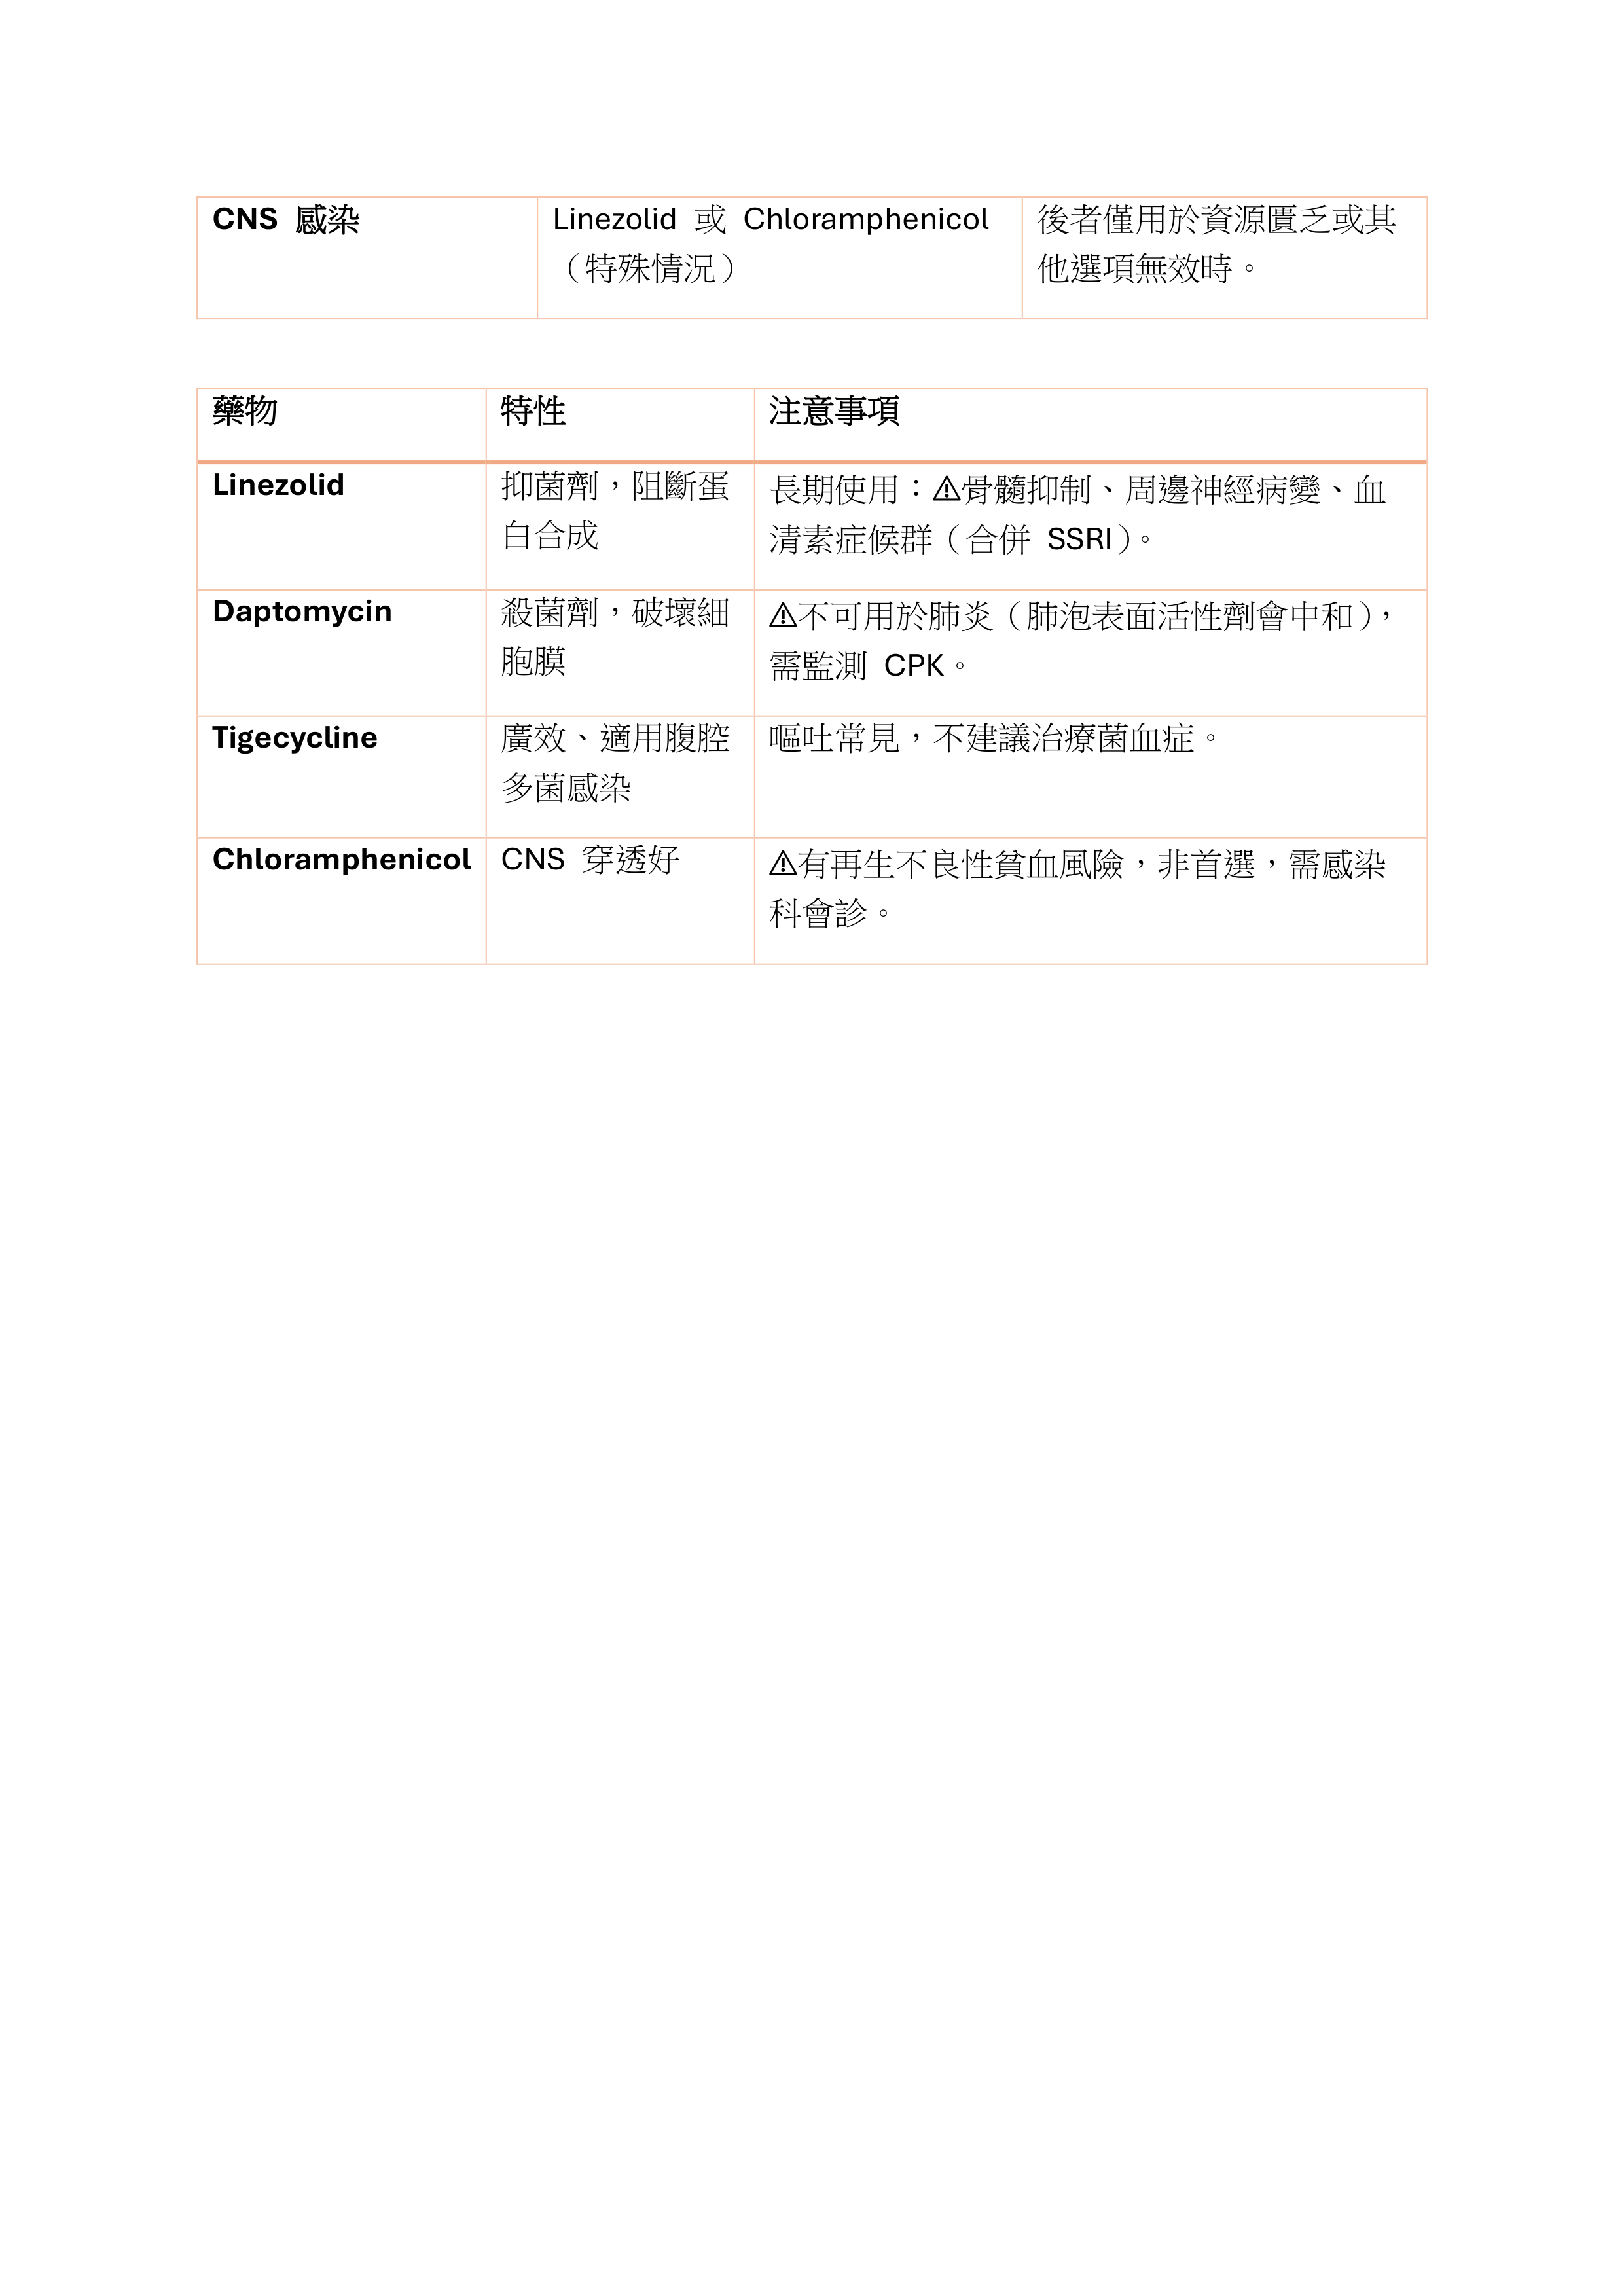 CNS 感染
Linezolid 或 Chloramphenicol
（特殊情況）
後者僅用於資源匱乏或其
他選項無效時。
藥物
特性
注意事項
Linezolid
抑菌劑，阻斷蛋
白合成
長期使用：⚠骨髓抑制、周邊神經病變、血
清素症候群（合併 SSRI）。
Daptomycin
殺菌劑，破壞細
胞膜
⚠不可用於肺炎（肺泡表面活性劑會中和），
需監測 CPK。
Tigecycline
廣效、適用腹腔
多菌感染
嘔吐常見，不建議治療菌血症。
Chloramphenicol
CNS 穿透好
⚠有再生不良性貧血風險，非首選，需感染
科會診。